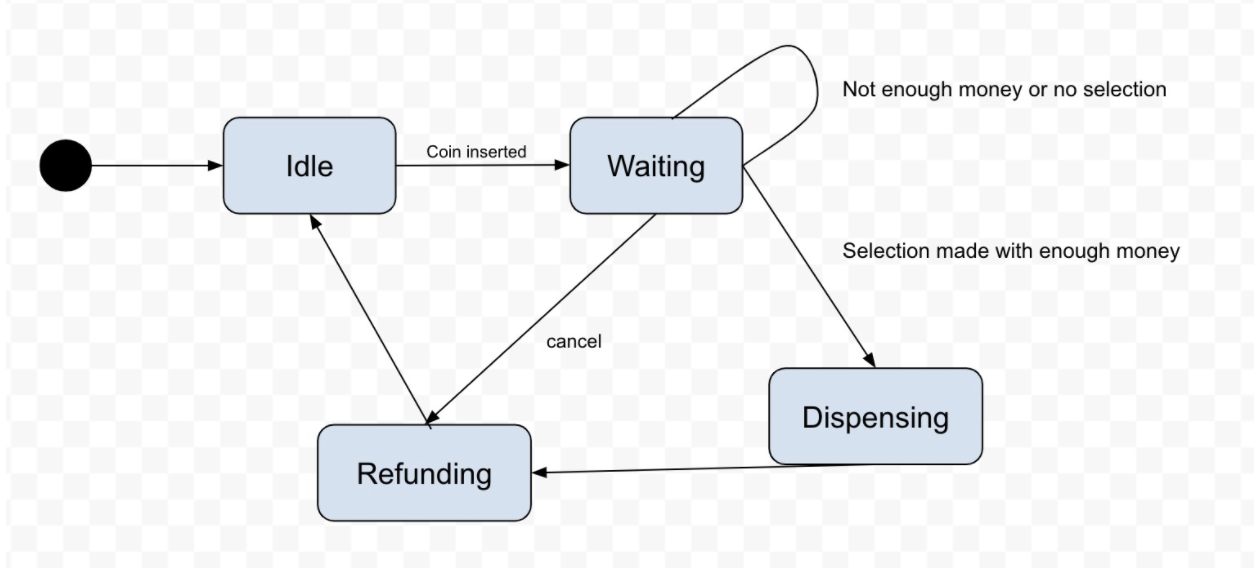 Not enough money or no selection
Coin inserted
Idle
Waiting
Selection made with enough money
cancel
Dispensing
Refunding